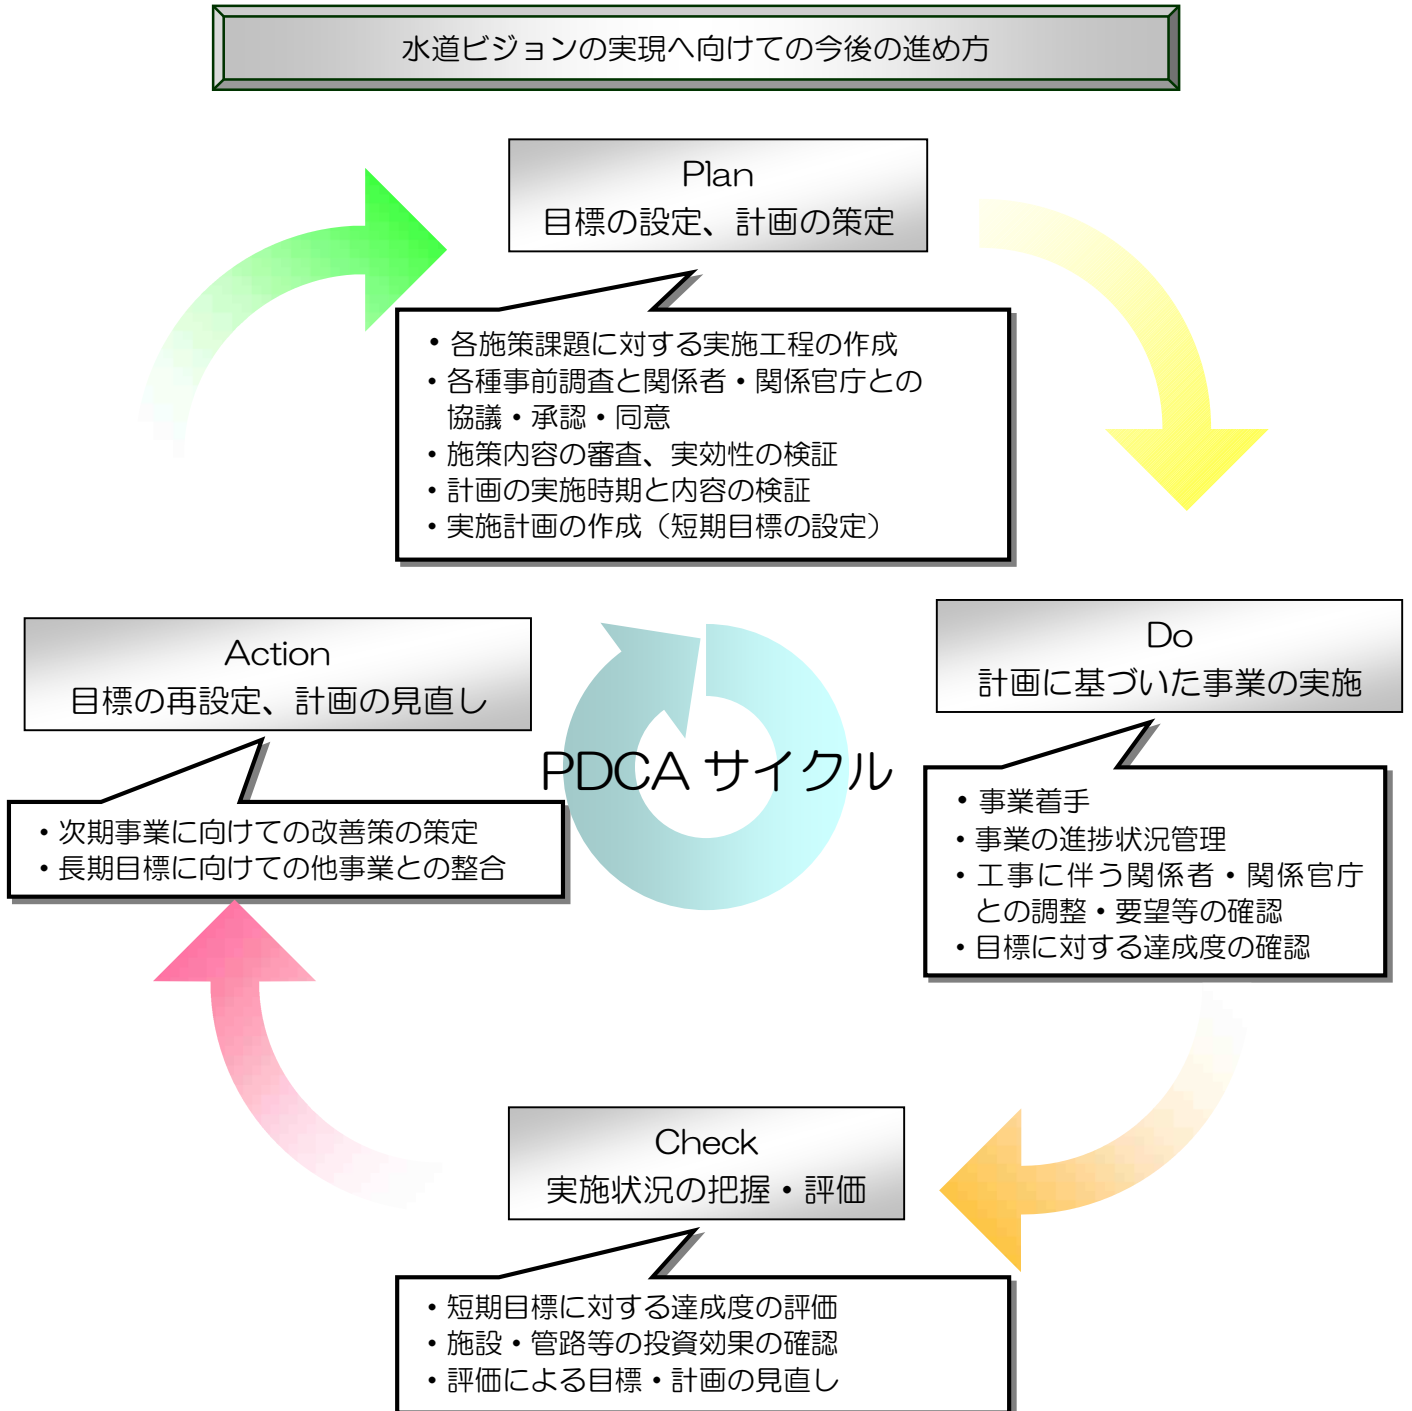 水道ビジョンの実現へ向けての今後の進め方
Plan
目標の設定、計画の策定
・各施策課題に対する実施工程の作成
・各種事前調査と関係者・関係官庁との
協議・承認・同意
・施策内容の審査、実効性の検証
・計画の実施時期と内容の検証
・実施計画の作成（短期目標の設定）
Do
計画に基づいた事業の実施
・事業着手
・事業の進捗状況管理
・工事に伴う関係者・関係官庁
との調整・要望等の確認
・目標に対する達成度の確認
Action
目標の再設定、計画の見直し
・次期事業に向けての改善策の策定
・長期目標に向けての他事業との整合
PDCA サイクル
Check
実施状況の把握・評価
・短期目標に対する達成度の評価
・施設・管路等の投資効果の確認
・評価による目標・計画の見直し